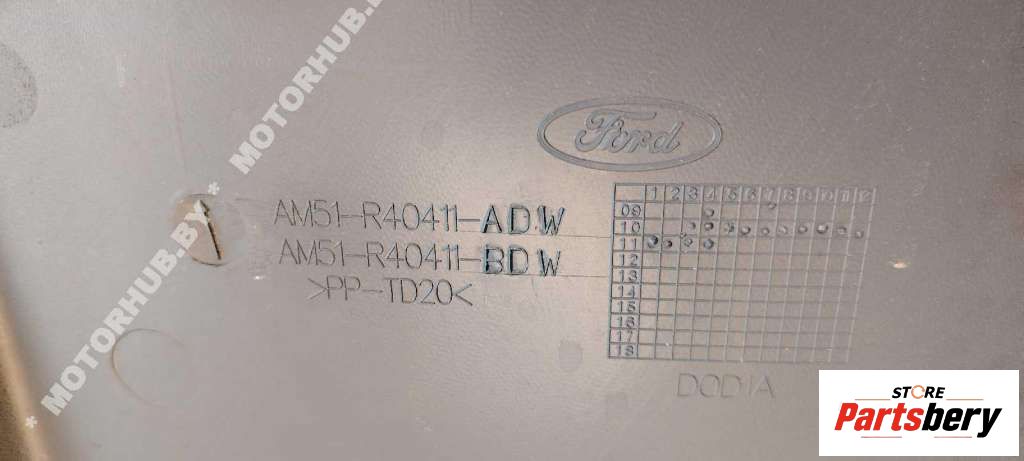 * MOTORHUB.BY * MOTORHUB.BY
Ford
AM51-R40411-ADW
AM51-R40411-BDW
>PP-TD20<
1 2 3 4 5 6 7 8 9 10 11 12
09
10
11
12
13
14
15
16
17
18
DODIA
STORE
Partsbery